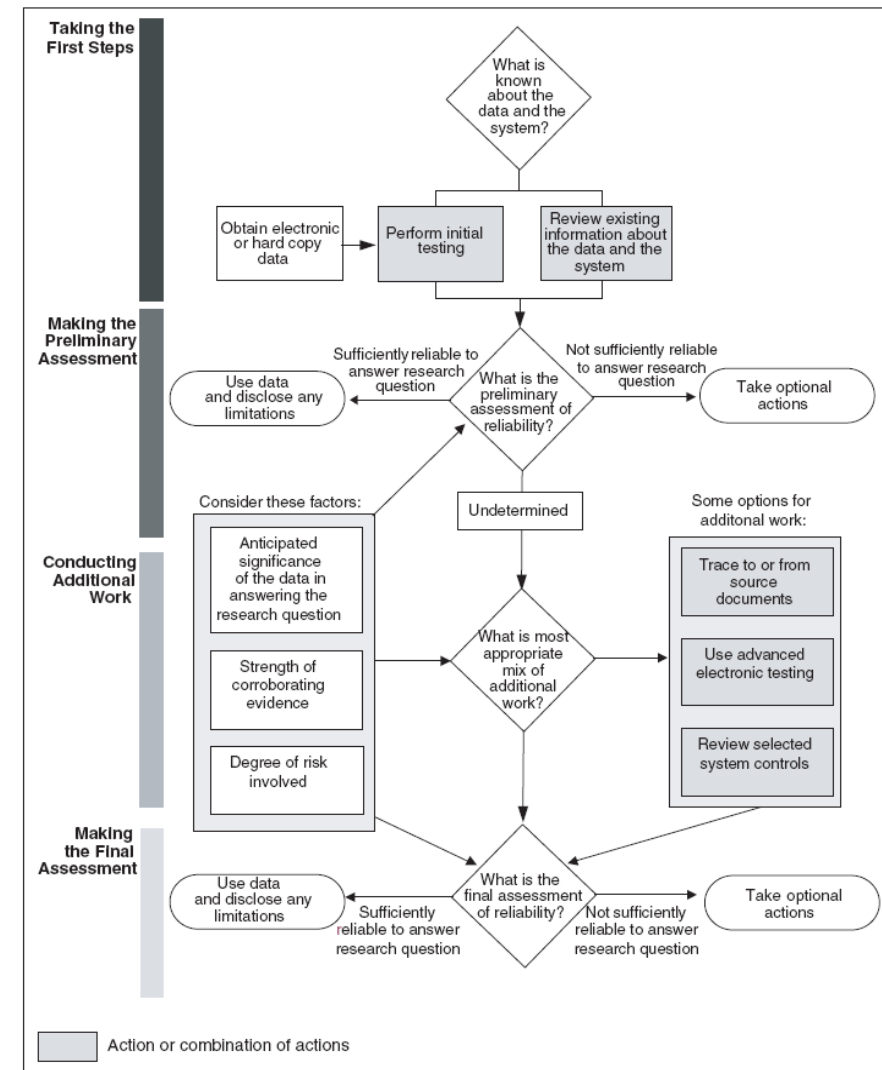 Taking the
First Steps
What is
known
about the
data and the
system?
Obtain electronic
or hard copy
data
Perform initial
testing
Review existing
information about
the data and the
system
Making the
Preliminary
Assessment
Sufficiently reliable to
answer research
question
Not sufficiently reliable
to answer research
question
Use data
and disclose any
limitations
What is the
preliminary
assessment of
reliability?
Take optional
actions
Consider these factors:
Undetermined
Some options for
additonal work:
Conducting
Additional
Work
Anticipated
significance
of the data in
answering the
research question
Strength of
corroborating
evidence
Degree of risk
involved
What is most
appropriate
mix of
additional
work?
Trace to or from
source
documents
Use advanced
electronic testing
Review selected
system controls
Making
the Final
Assessment
Use data
and disclose any
limitations
Sufficiently
reliable to answer
research question
What is the
final assessment
of reliability?
Not sufficiently
reliable to answer
research question
Take optional
actions
Action or combination of actions